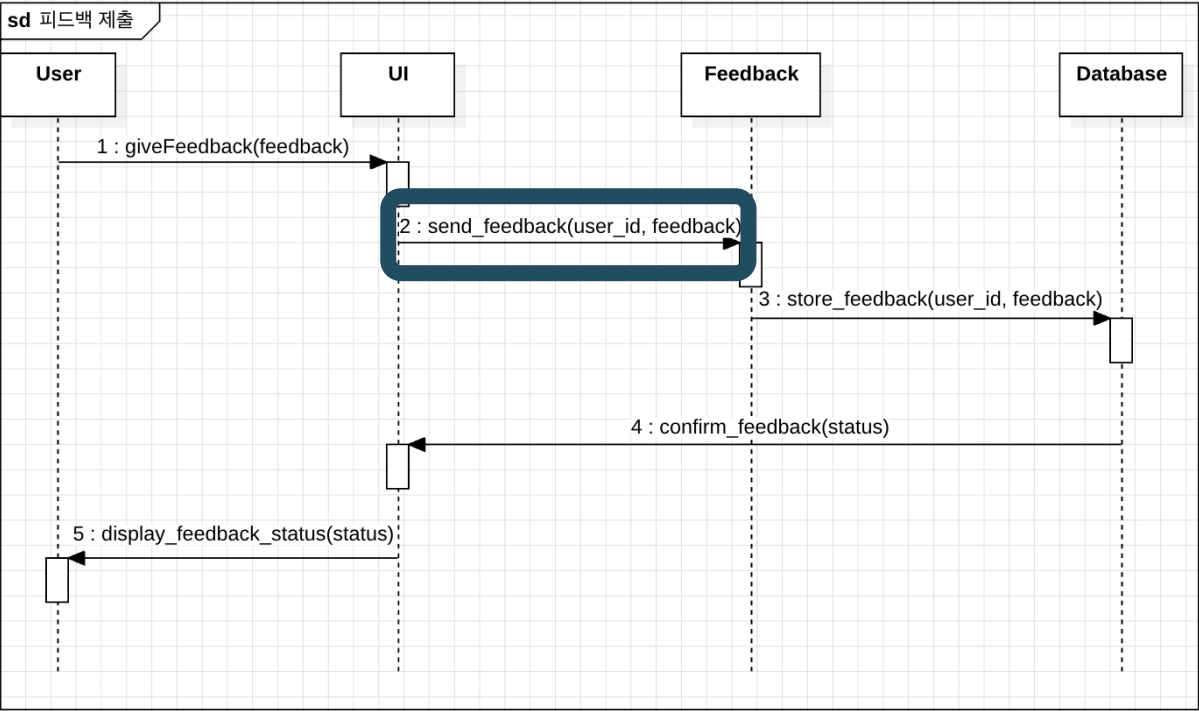 sd 피드백 제출
User
UI
Feedback
Database
1 : giveFeedback(feedback)
2 : send_feedback(user_id, feedback)
3 : store_feedback(user_id, feedback)
4 : confirm_feedback(status)
5 : display_feedback_status(status)